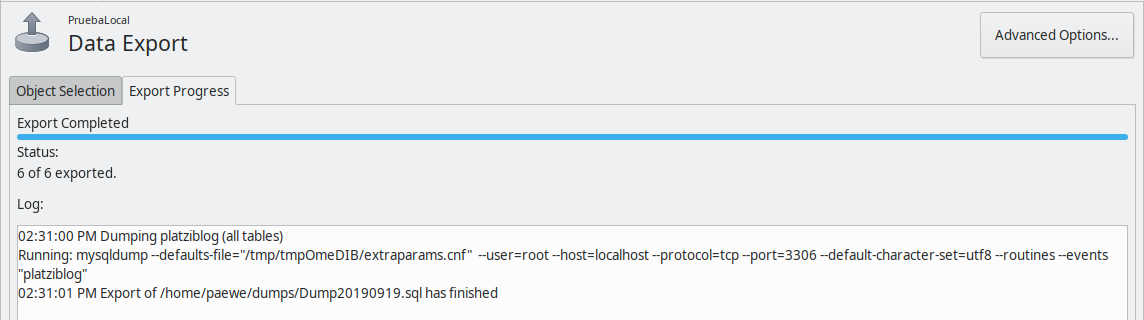 PruebaLocal
Data Export
Advanced Options...
Object Selection
Export Progress
Export Completed
Status:
6 of 6 exported.
Log:
02:31:00 PM Dumping platziblog (all tables)
Running: mysqldump --defaults-file="/tmp/tmpOmeDIB/extraparams.cnf"  --user=root --host=localhost --protocol=tcp --port=3306 --default-character-set=utf8 --routines --events
"platziblog"
02:31:01 PM Export of /home/paewe/dumps/Dump20190919.sql has finished